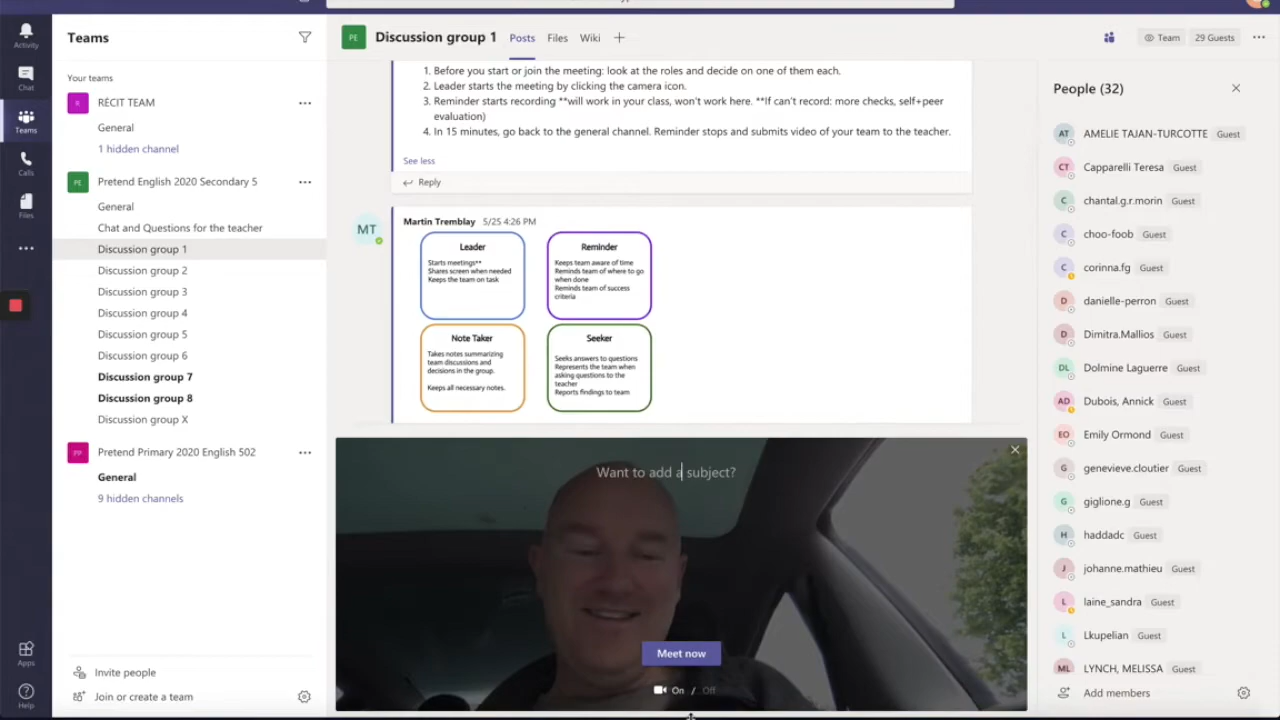 Activity
Chat
Teams
Calls
Files
Apps
Help
Teams
Your teams
R
RÉCIT TEAM
General
1 hidden channel
PE
Pretend English 2020 Secondary 5
General
Chat and Questions for the teacher
Discussion group 1
Discussion group 2
Discussion group 3
Discussion group 4
Discussion group 5
Discussion group 6
Discussion group 7
Discussion group 8
Discussion group X
PP
Pretend Primary 2020 English 502
General
9 hidden channels
Invite people
Join or create a team
PE
Discussion group 1
Posts
Files
Wiki
Team
29 Guests
1. Before you start or join the meeting: look at the roles and decide on one of them each.
2. Leader starts the meeting by clicking the camera icon.
3. Reminder starts recording **will work in your class, won't work here. **If can't record: more checks, self+peer
evaluation)
4. In 15 minutes, go back to the general channel. Reminder stops and submits video of your team to the teacher.
See less
Reply
MT
Martin Tremblay 5/25 4:26 PM
Leader
Starts meetings**
Shares screen when needed
Keeps the team on task
Reminder
Keeps team aware of time
Reminds team of where to go
when done
Reminds team of success
criteria
Note Taker
Takes notes summarizing
team discussions and
decisions in the group.
Keeps all necessary notes.
Seeker
Seeks answers to questions
Represents the team when
asking questions to the
teacher
Reports findings to team
Want to add a subject?
Meet now
On / Off
People (32)
AT AMELIE TAJAN-TURCOTTE Guest
CT Capparelli Teresa Guest
C chantal.g.r.morin Guest
C choo-foob Guest
C corinna.fg Guest
D danielle-perron Guest
D Dimitra.Mallios Guest
DL Dolmine Laguerre Guest
AD Dubois, Annick Guest
EO Emily Ormond Guest
G genevieve.cloutier Guest
G giglione.g Guest
H haddadc Guest
J johanne.mathieu Guest
L laine_sandra Guest
L Lkupelian Guest
ML LYNCH, MELISSA Guest
Add members